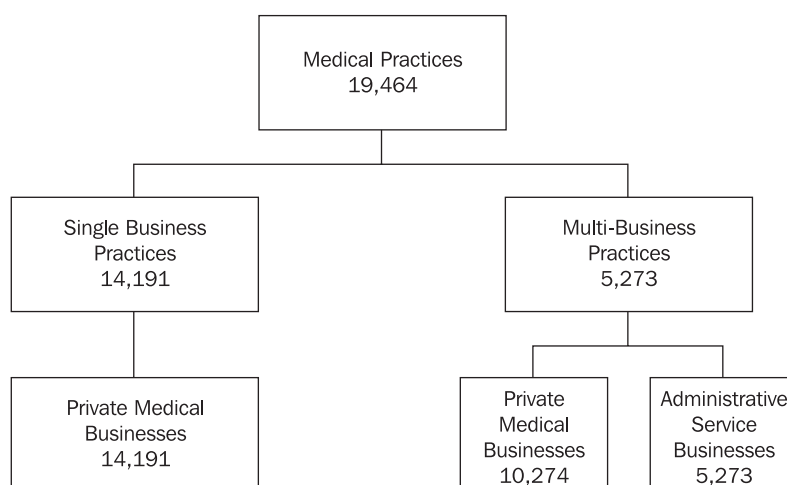 Medical Practices
19,464
Single Business
Practices
14,191
Multi-Business
Practices
5,273
Private Medical
Businesses
14,191
Private
Medical
Businesses
10,274
Administrative
Service
Businesses
5,273